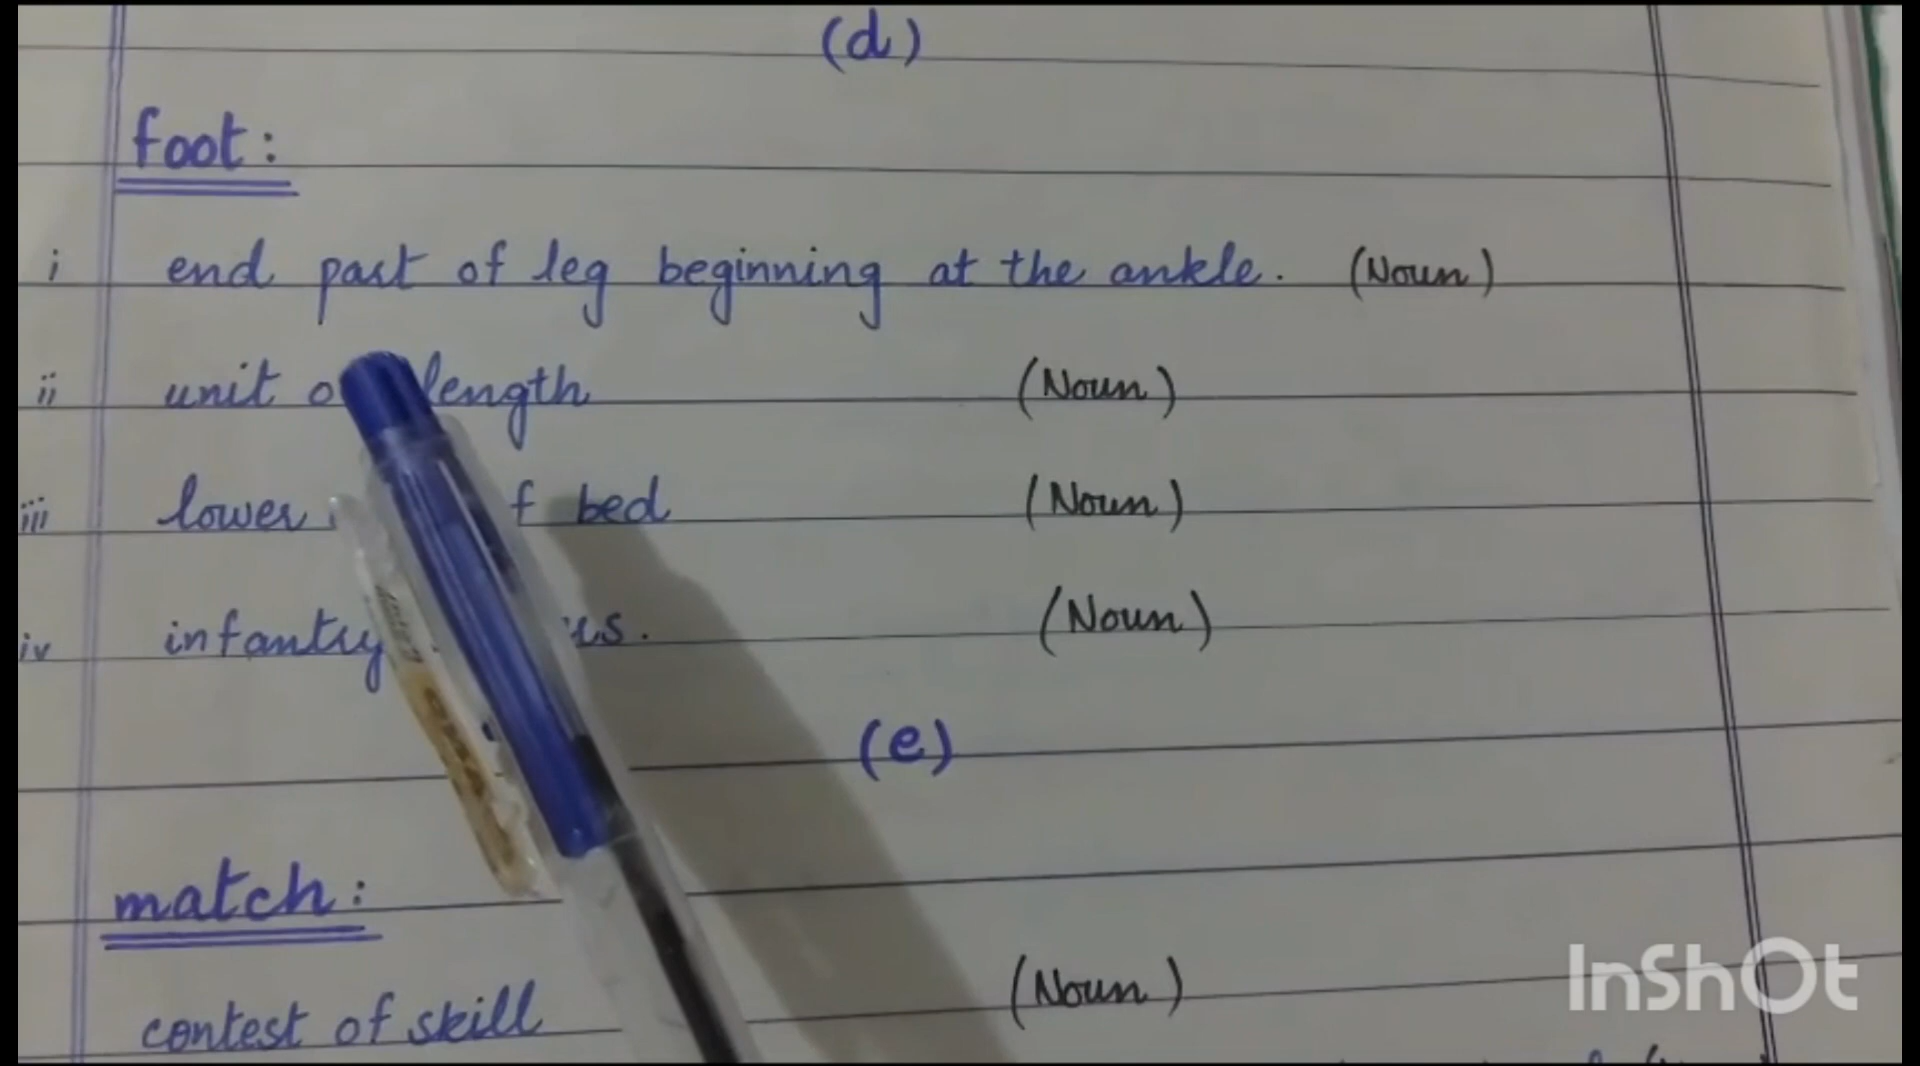 (d)
foot:
i end part of leg beginning at the ankle. (Noun)
ii unit length (Noun)
iii lower bed (Noun)
iv infantry (Noun)
(e)
match:
contest of skill (Noun)
InShOt